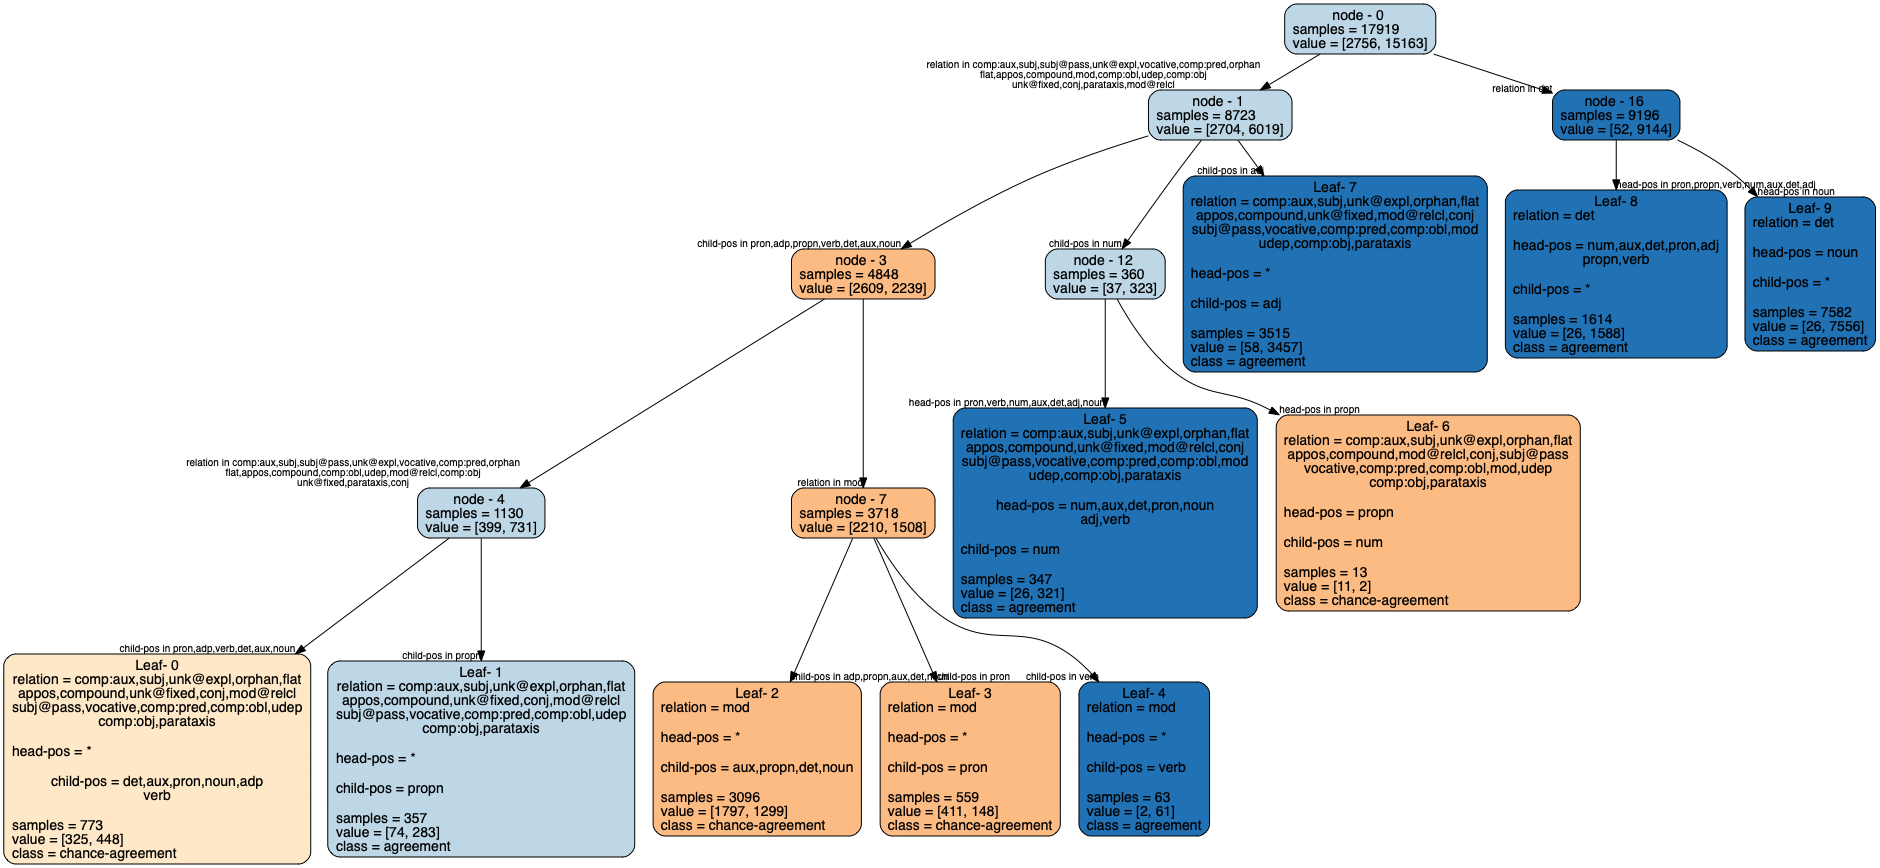 node - 0
samples = 17919
value = [2756, 15163]
relation in comp:aux,subj,subj@pass,unk@expl,vocative,comp:pred,orphan
flat,appos,compound,mod,comp:obl,udep,comp:obj
unk@fixed,conj,parataxis,mod@relcl
relation in det
node - 1
samples = 8723
value = [2704, 6019]
node - 16
samples = 9196
value = [52, 9144]
child-pos in pron,adp,propn,verb,det,aux,noun
node - 3
samples = 4848
value = [2609, 2239]
child-pos in num
node - 12
samples = 360
value = [37, 323]
child-pos in adj
Leaf- 7
relation = comp:aux,subj,unk@expl,orphan,flat
appos,compound,unk@fixed,mod@relcl,conj
subj@pass,vocative,comp:pred,comp:obl,mod
udep,comp:obj,parataxis
head-pos = *
child-pos = adj
samples = 3515
value = [58, 3457]
class = agreement
head-pos in pron,propn,verb,num,aux,det,adj
Leaf- 8
relation = det
head-pos = num,aux,det,pron,adj
propn,verb
child-pos = *
samples = 1614
value = [26, 1588]
class = agreement
head-pos in noun
Leaf- 9
relation = det
head-pos = noun
child-pos = *
samples = 7582
value = [26, 7556]
class = agreement
relation in comp:aux,subj,subj@pass,unk@expl,vocative,comp:pred,orphan
flat,appos,compound,comp:obl,udep,mod@relcl,comp:obj
unk@fixed,parataxis,conj
node - 4
samples = 1130
value = [399, 731]
relation in mod
node - 7
samples = 3718
value = [2210, 1508]
head-pos in pron,verb,num,aux,det,adj,noun
Leaf- 5
relation = comp:aux,subj,unk@expl,orphan,flat
appos,compound,unk@fixed,mod@relcl,conj
subj@pass,vocative,comp:pred,comp:obl,mod
udep,comp:obj,parataxis
head-pos = num,aux,det,pron,noun
adj,verb
child-pos = num
samples = 347
value = [26, 321]
class = agreement
head-pos in propn
Leaf- 6
relation = comp:aux,subj,unk@expl,orphan,flat
appos,compound,mod@relcl,conj,subj@pass
vocative,comp:pred,comp:obl,mod,udep
comp:obj,parataxis
head-pos = propn
child-pos = num
samples = 13
value = [11, 2]
class = chance-agreement
child-pos in pron,adp,verb,det,aux,noun
Leaf- 0
relation = comp:aux,subj,unk@expl,orphan,flat
appos,compound,unk@fixed,conj,mod@relcl
subj@pass,vocative,comp:pred,comp:obl,udep
comp:obj,parataxis
head-pos = *
child-pos = det,aux,pron,noun,adp
verb
samples = 773
value = [325, 448]
class = chance-agreement
child-pos in propn
Leaf- 1
relation = comp:aux,subj,unk@expl,orphan,flat
appos,compound,unk@fixed,conj,mod@relcl
subj@pass,vocative,comp:pred,comp:obl,udep
comp:obj,parataxis
head-pos = *
child-pos = propn
samples = 357
value = [74, 283]
class = agreement
child-pos in adp,propn,aux,det,noun
Leaf- 2
relation = mod
head-pos = *
child-pos = aux,propn,det,noun
samples = 3096
value = [1797, 1299]
class = chance-agreement
child-pos in pron
Leaf- 3
relation = mod
head-pos = *
child-pos = pron
samples = 559
value = [411, 148]
class = chance-agreement
child-pos in verb
Leaf- 4
relation = mod
head-pos = *
child-pos = verb
samples = 63
value = [2, 61]
class = agreement